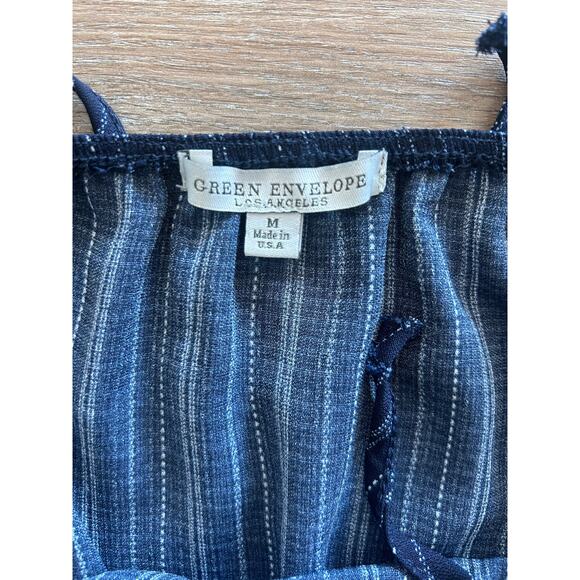 GREEN ENVELOPE
LOS ANGELES
M
Made in
U.S.A